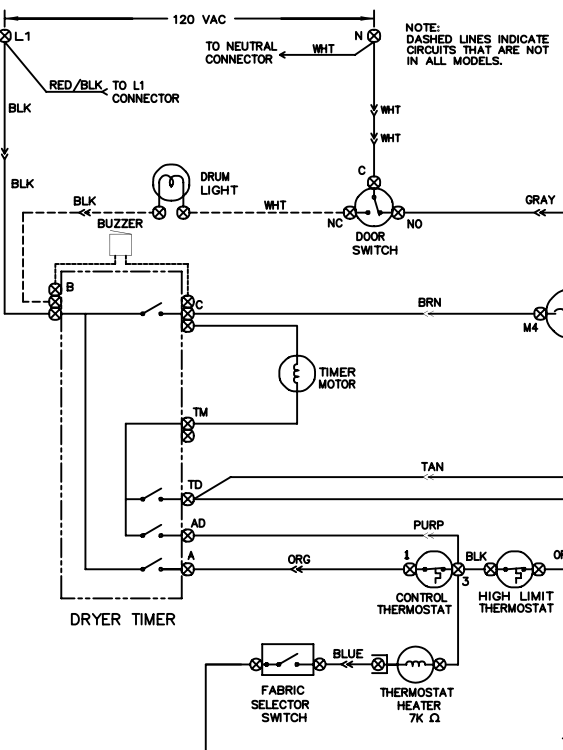 120 VAC
L1
TO NEUTRAL
CONNECTOR
WHT
N
NOTE:
DASHED LINES INDICATE
CIRCUITS THAT ARE NOT
IN ALL MODELS.
RED/BLK
TO L1
CONNECTOR
BLK
WHT
WHT
BLK
C
DRUM
LIGHT
BLK
WHT
GRAY
NC
NO
BUZZER
DOOR
SWITCH
B
C
BRN
M4
TIMER
MOTOR
TM
TAN
TD
AD
PURP
A
ORG
1
BLK
3
CONTROL
THERMOSTAT
HIGH LIMIT
THERMOSTAT
DRYER TIMER
BLUE
FABRIC
SELECTOR
SWITCH
THERMOSTAT
HEATER
7K Ω